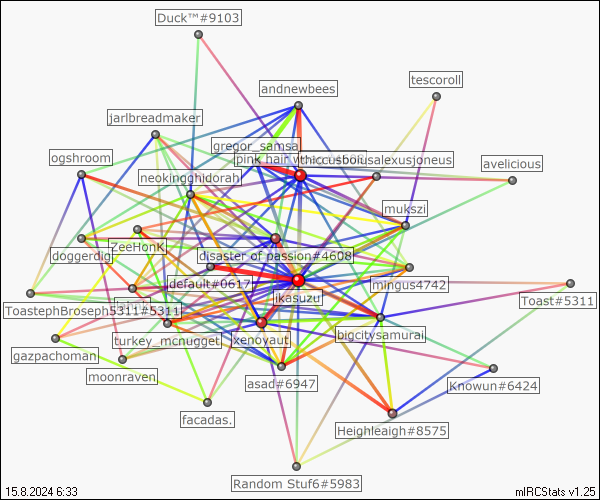 Duck™#9103
tescoroll
andnewbees
jarlbreadmaker
gregor_samsa
ogshroom
pink hair
thiccusbonusalexusjoneus
avelicious
neokingghidorah
mukszi
ZeeHonK
doggerdig
disaster of passion#4608
default#0617
mingus4742
ToastephBroseph5311#5311
ikasuzu
Toast#5311
bigcitysamurai
turkey_mcnugget
xenoyaut
gazpachoman
moonraven
asad#6947
Knowun#6424
facadas.
Heighleaigh#8575
Random Stuf6#5983
15.8.2024 6:33
mIRCStats v1.25